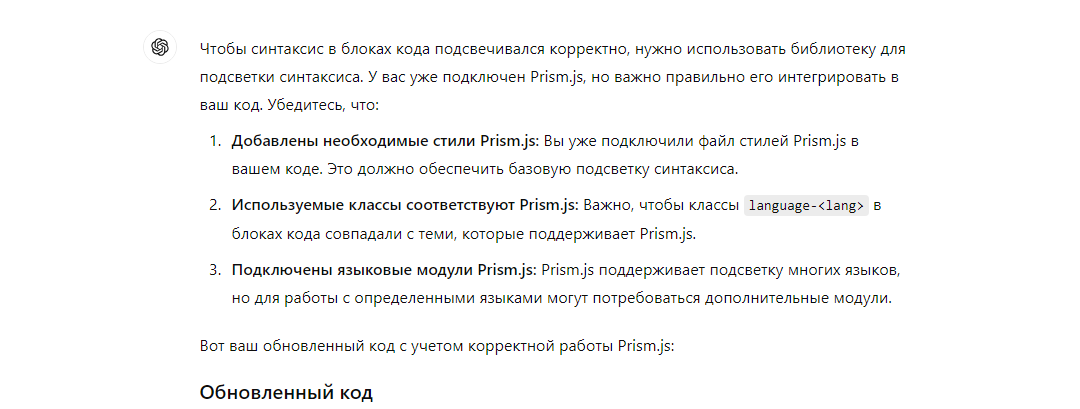 Чтобы синтаксис в блоках кода подсвечивался корректно, нужно использовать библиотеку для
подсветки синтаксиса. У вас уже подключен Prism.js, но важно правильно его интегрировать в
ваш код. Убедитесь, что:
1. Добавлены необходимые стили Prism.js: Вы уже подключили файл стилей Prism.js в
вашем коде. Это должно обеспечить базовую подсветку синтаксиса.
2. Используемые классы соответствуют Prism.js: Важно, чтобы классы language-<lang> в
блоках кода совпадали с теми, которые поддерживает Prism.js.
3. Подключены языковые модули Prism.js: Prism.js поддерживает подсветку многих языков,
но для работы с определенными языками могут потребоваться дополнительные модули.
Вот ваш обновленный код с учетом корректной работы Prism.js:
Обновленный код